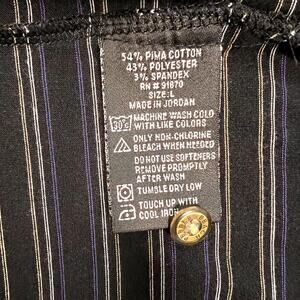 54% PIMA COTTON
43% POLYESTER
3% SPANDEX
RN # 91870
SIZE: L
MADE IN JORDAN
30°C MACHINE WASH COLD
WITH LIKE COLORS
ONLY NON-CHLORINE
BLEACH WHEN NEEDED
DO NOT USE SOFTENERS
REMOVE PROMPTLY
AFTER WASH
TUMBLE DRY LOW
TOUCH UP WITH
COOL IRON